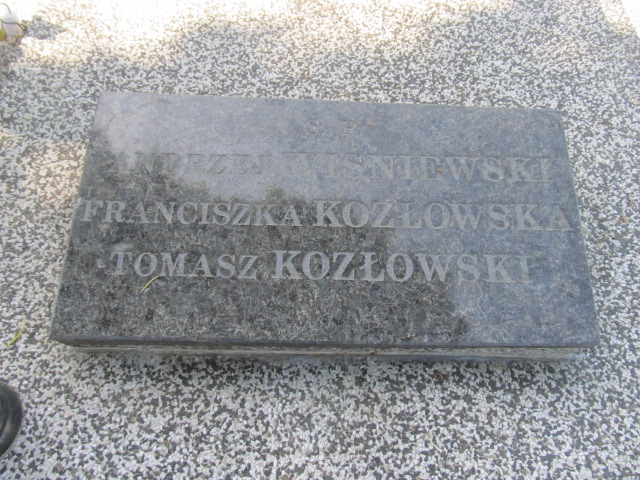 Ś. P.
ANDRZEJ WIŚNIEWSKI
FRANCISZKA KOZŁOWSKA
TOMASZ KOZŁOWSKI